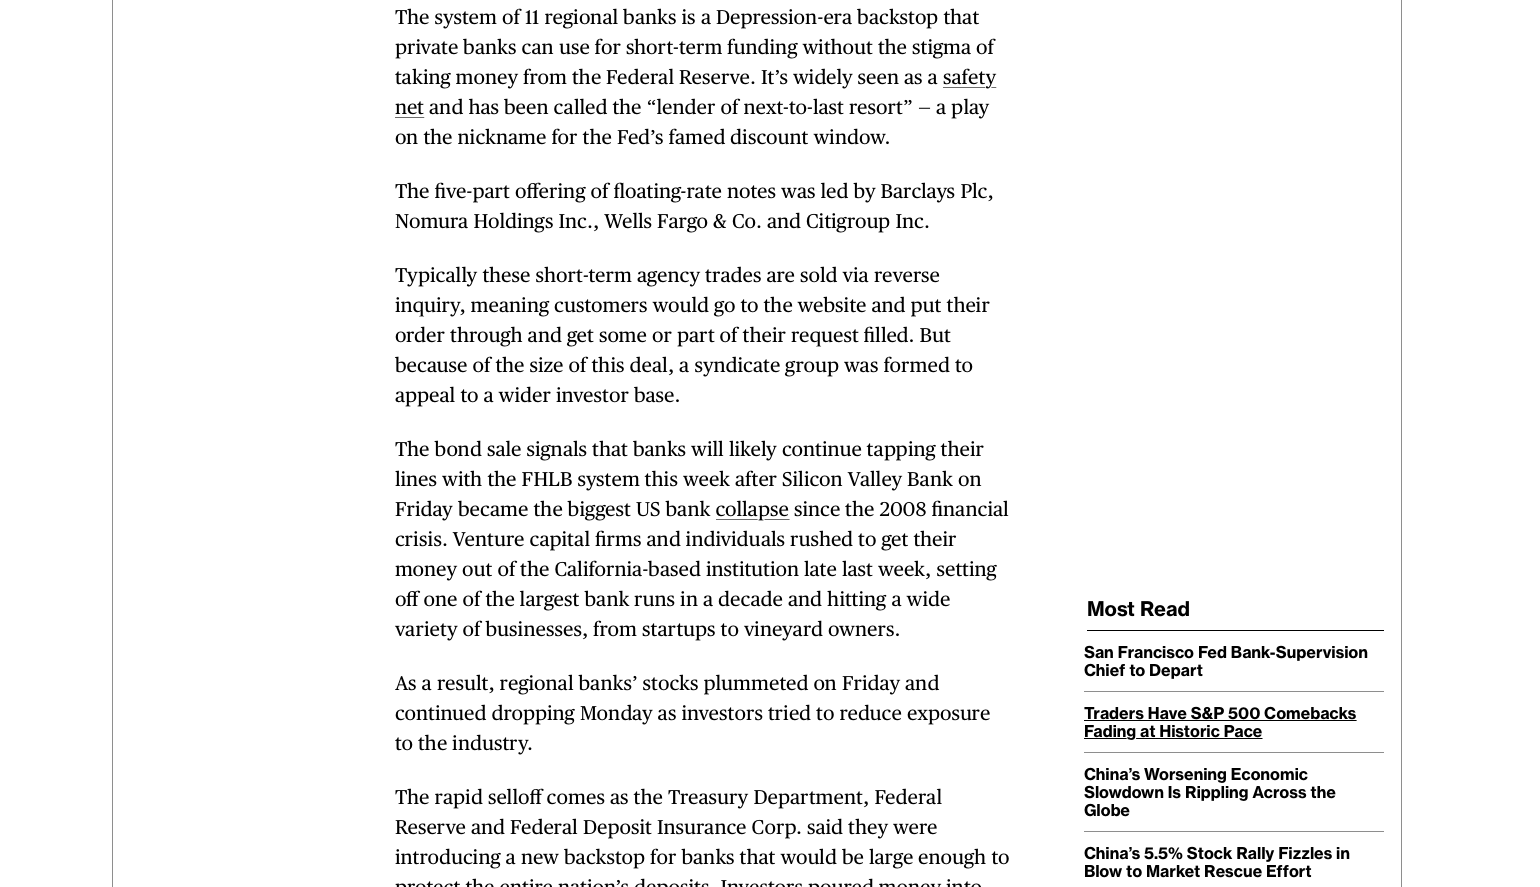 The system of 11 regional banks is a Depression-era backstop that
private banks can use for short-term funding without the stigma of
taking money from the Federal Reserve. It’s widely seen as a safety
net and has been called the “lender of next-to-last resort” — a play
on the nickname for the Fed’s famed discount window.
The five-part offering of floating-rate notes was led by Barclays Plc,
Nomura Holdings Inc., Wells Fargo & Co. and Citigroup Inc.
Typically these short-term agency trades are sold via reverse
inquiry, meaning customers would go to the website and put their
order through and get some or part of their request filled. But
because of the size of this deal, a syndicate group was formed to
appeal to a wider investor base.
The bond sale signals that banks will likely continue tapping their
lines with the FHLB system this week after Silicon Valley Bank on
Friday became the biggest US bank collapse since the 2008 financial
crisis. Venture capital firms and individuals rushed to get their
money out of the California-based institution late last week, setting
off one of the largest bank runs in a decade and hitting a wide
variety of businesses, from startups to vineyard owners.
As a result, regional banks’ stocks plummeted on Friday and
continued dropping Monday as investors tried to reduce exposure
to the industry.
The rapid selloff comes as the Treasury Department, Federal
Reserve and Federal Deposit Insurance Corp. said they were
introducing a new backstop for banks that would be large enough to
protect the entire nation’s deposits. Investors poured money into
Most Read
San Francisco Fed Bank-Supervision
Chief to Depart
Traders Have S&P 500 Comebacks
Fading at Historic Pace
China’s Worsening Economic
Slowdown Is Rippling Across the
Globe
China’s 5.5% Stock Rally Fizzles in
Blow to Market Rescue Effort